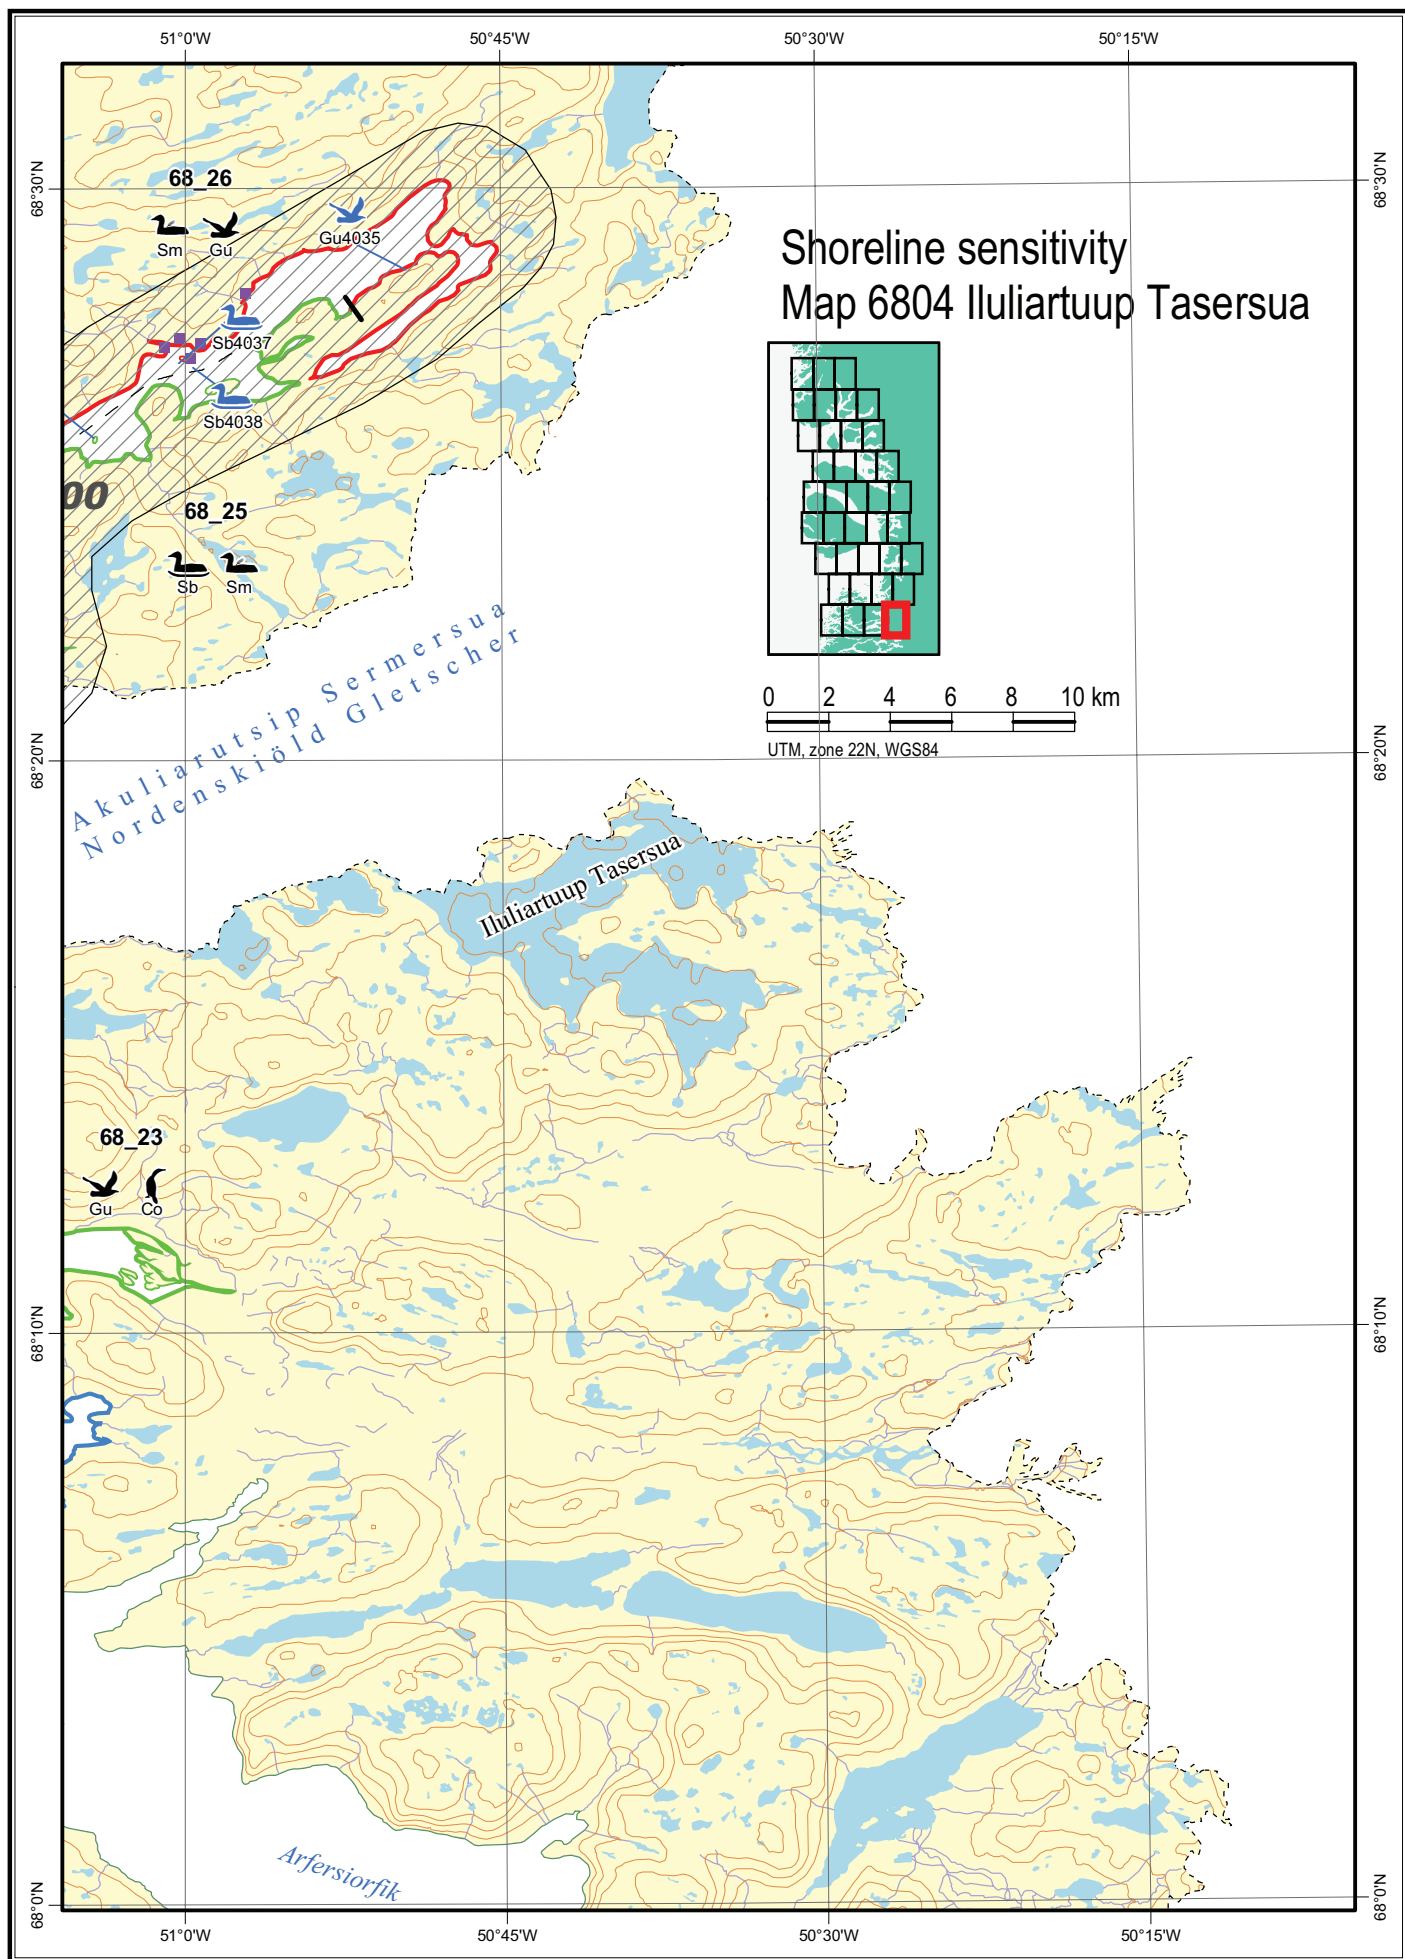 51°0'W
50°45'W
50°30'W
50°15'W
68°30'N
68°30'N
68_26
Sm
Gu
Gu4035
Shoreline sensitivity
Map 6804 Iluliartuup Tasersua
Sb4037
Sb4038
00
68_25
Sb
Sm
Akuliarutsip Sermersua
Nordenskiöld Gletscher
0 2 4 6 8 10 km
UTM, zone 22N, WGS84
68°20'N
68°20'N
Iluliartuup Tasersua
68_23
Gu
Co
68°10'N
68°10'N
Arfersiorfik
68°0'N
68°0'N
51°0'W
50°45'W
50°30'W
50°15'W